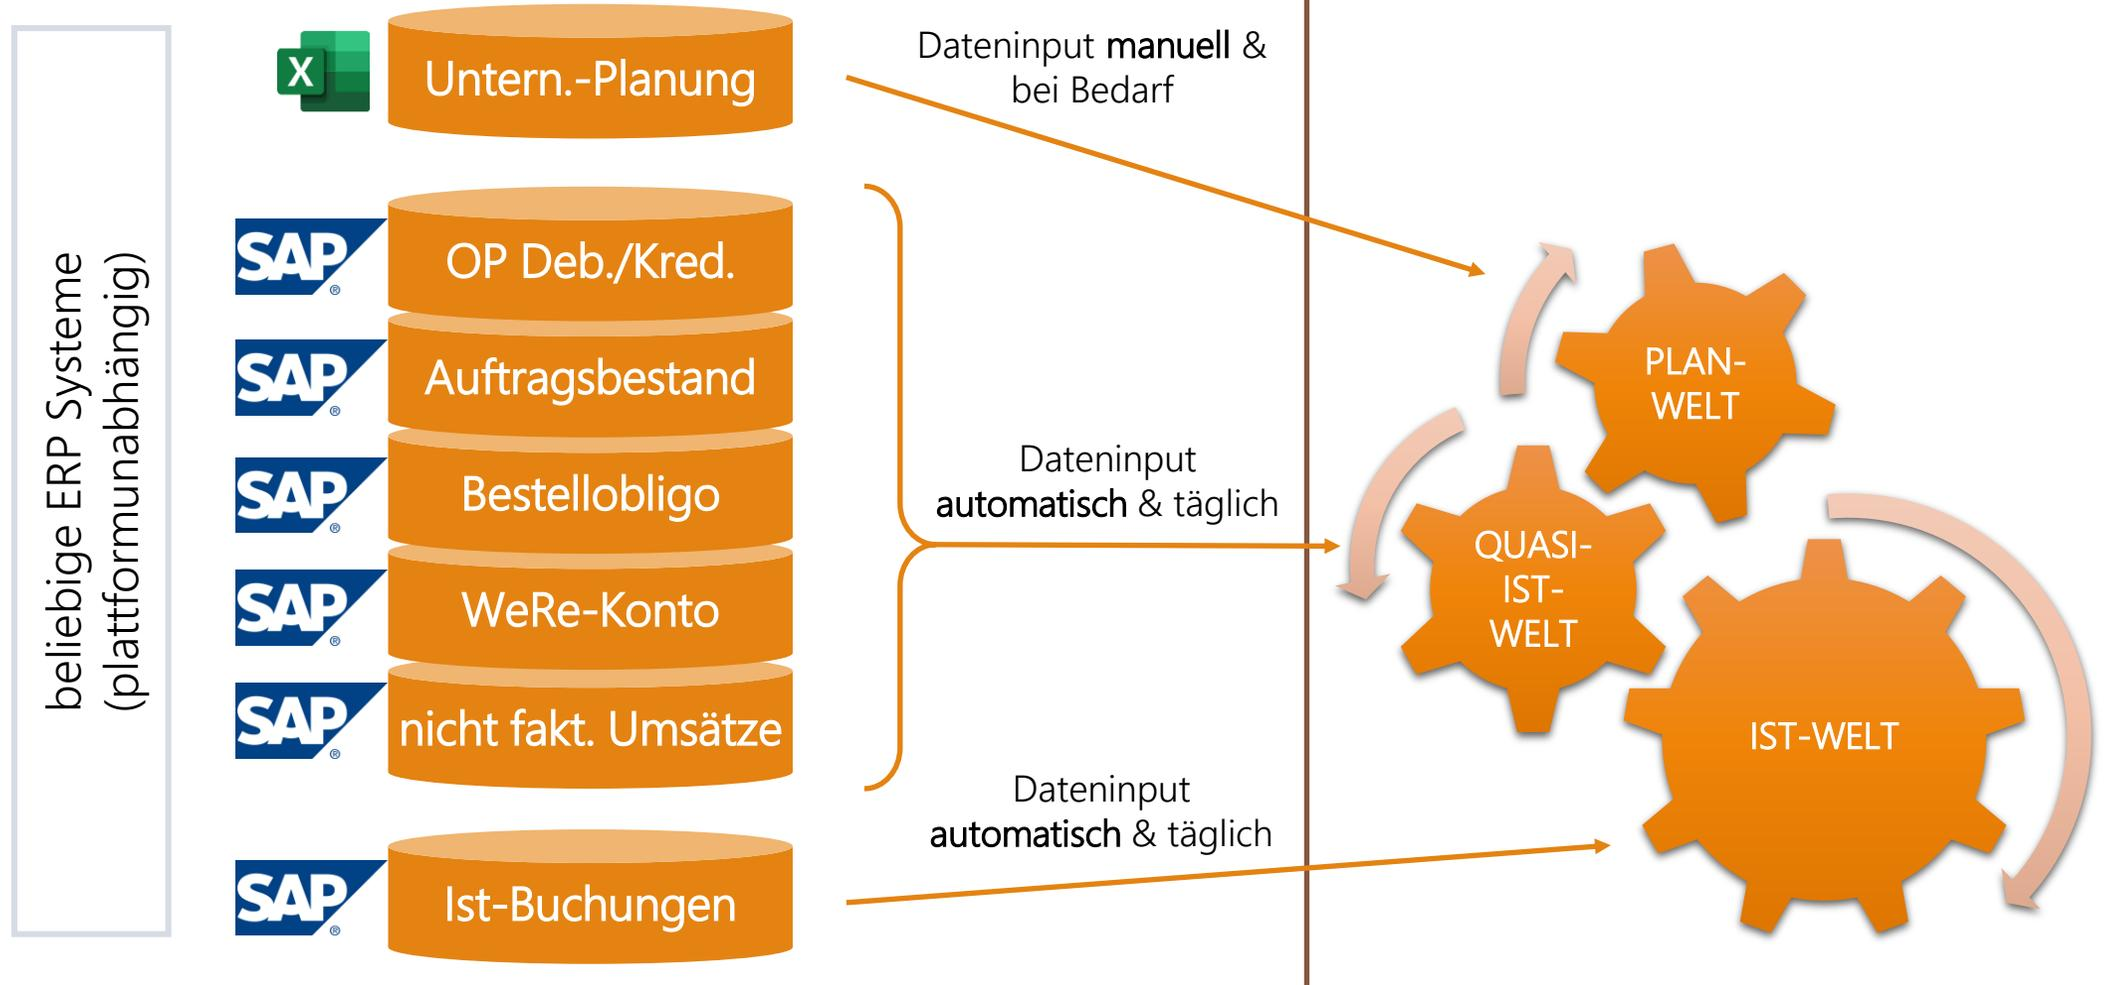 beliebige ERP Systeme
(plattformunabhängig)
X
Untern.-Planung
Dateninput manuell &
bei Bedarf
SAP®
OP Deb./Kred.
SAP®
Auftragsbestand
SAP®
Bestellobligo
SAP®
WeRe-Konto
SAP®
nicht fakt. Umsätze
Dateninput
automatisch & täglich
SAP®
Ist-Buchungen
Dateninput
automatisch & täglich
PLAN-
WELT
QUASI-
IST-
WELT
IST-WELT